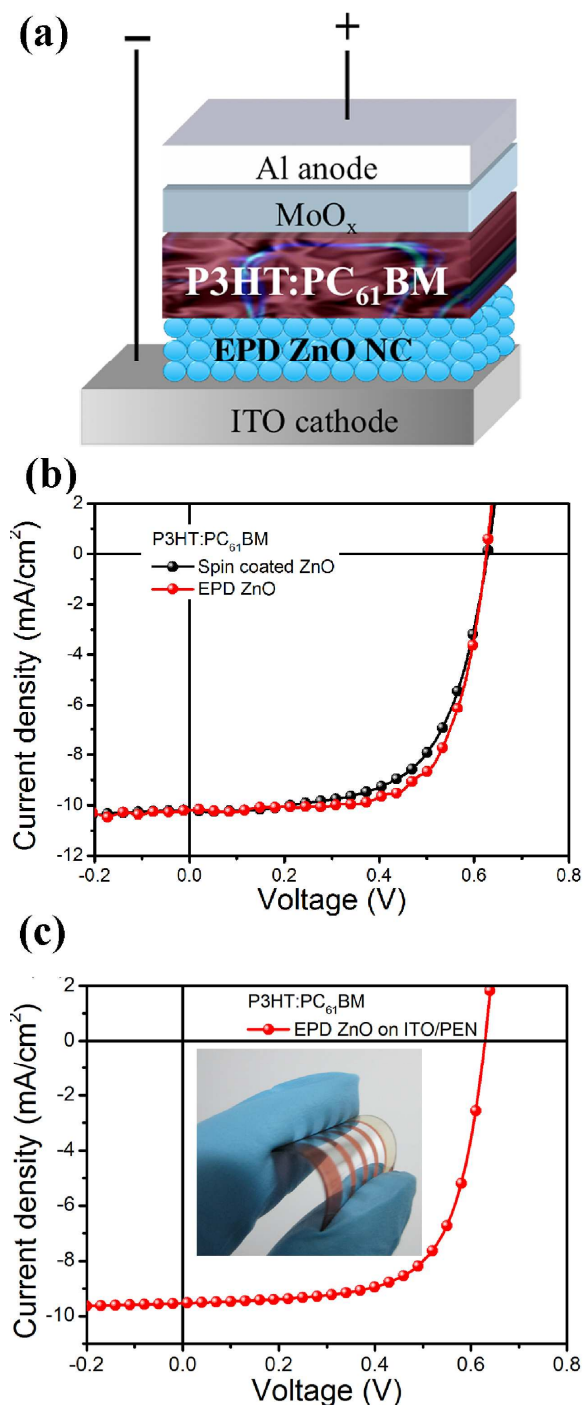 (a)
− +
Al anode
MoOₓ
P3HT:PC₆₁BM
EPD ZnO NC
ITO cathode
(b)
P3HT:PC₆₁BM
Spin coated ZnO
EPD ZnO
Current density (mA/cm²)
2
0
-2
-4
-6
-8
-10
-12
-0.2 0.0 0.2 0.4 0.6 0.8
Voltage (V)
(c)
P3HT:PC₆₁BM
EPD ZnO on ITO/PEN
Current density (mA/cm²)
2
0
-2
-4
-6
-8
-10
-0.2 0.0 0.2 0.4 0.6 0.8
Voltage (V)